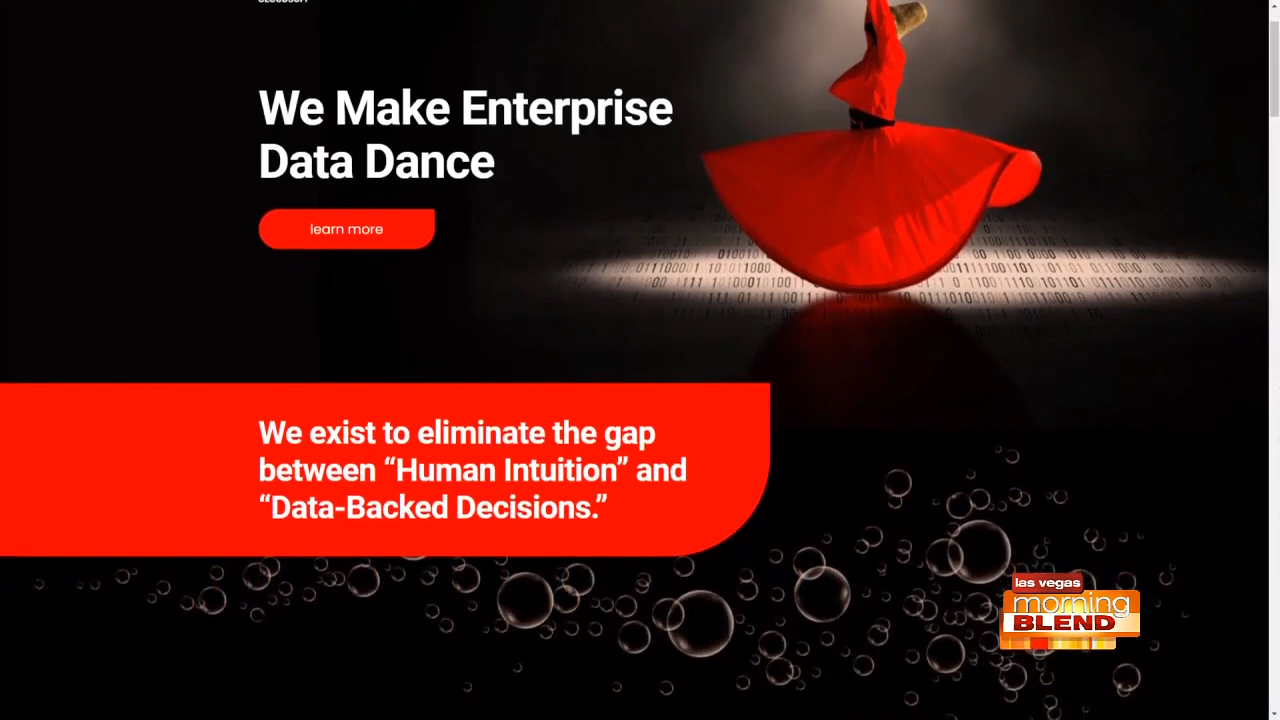 We Make Enterprise
Data Dance
learn more
We exist to eliminate the gap
between “Human Intuition” and
“Data-Backed Decisions.”
las vegas
morning
BLEND